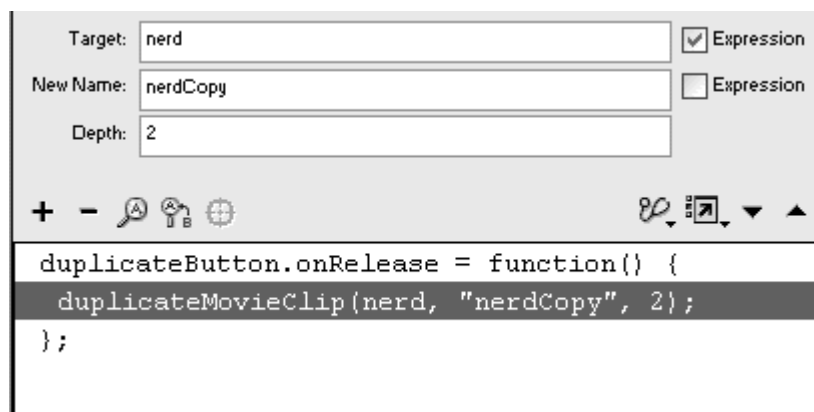 Target: nerd Expression
New Name: nerdCopy Expression
Depth: 2
duplicateButton.onRelease = function() {
duplicateMovieClip(nerd, "nerdCopy", 2);
};